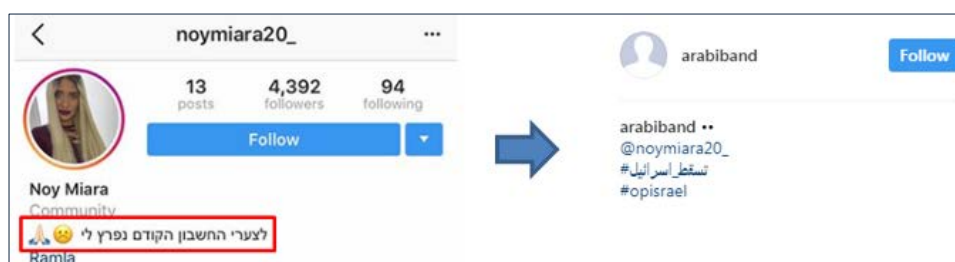 noymiara20_
13 4,392 94
posts followers following
Follow
Noy Miara
Community
לצערי החשבון הקודם נפרץ לי ☹️🙏🏻
Ramla
arabiband
Follow
arabiband ••
@noymiara20_
#تسقط_اسرائيل
#opisrael